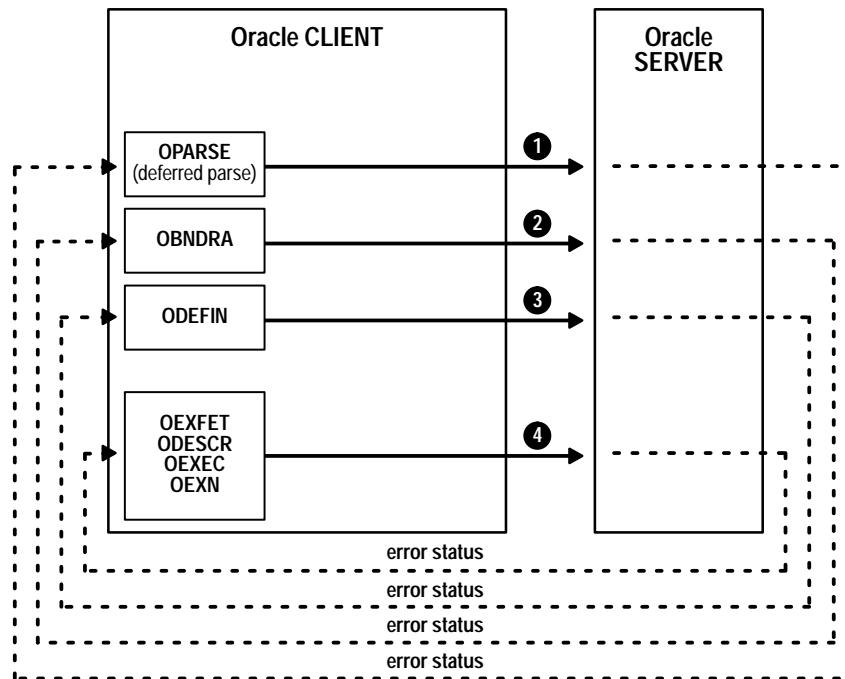 Oracle CLIENT
Oracle
SERVER
OPARSE
(deferred parse)
1
OBNDRA
2
ODEFIN
3
OEXFET
ODESCR
OEXEC
OEXN
4
error status
error status
error status
error status